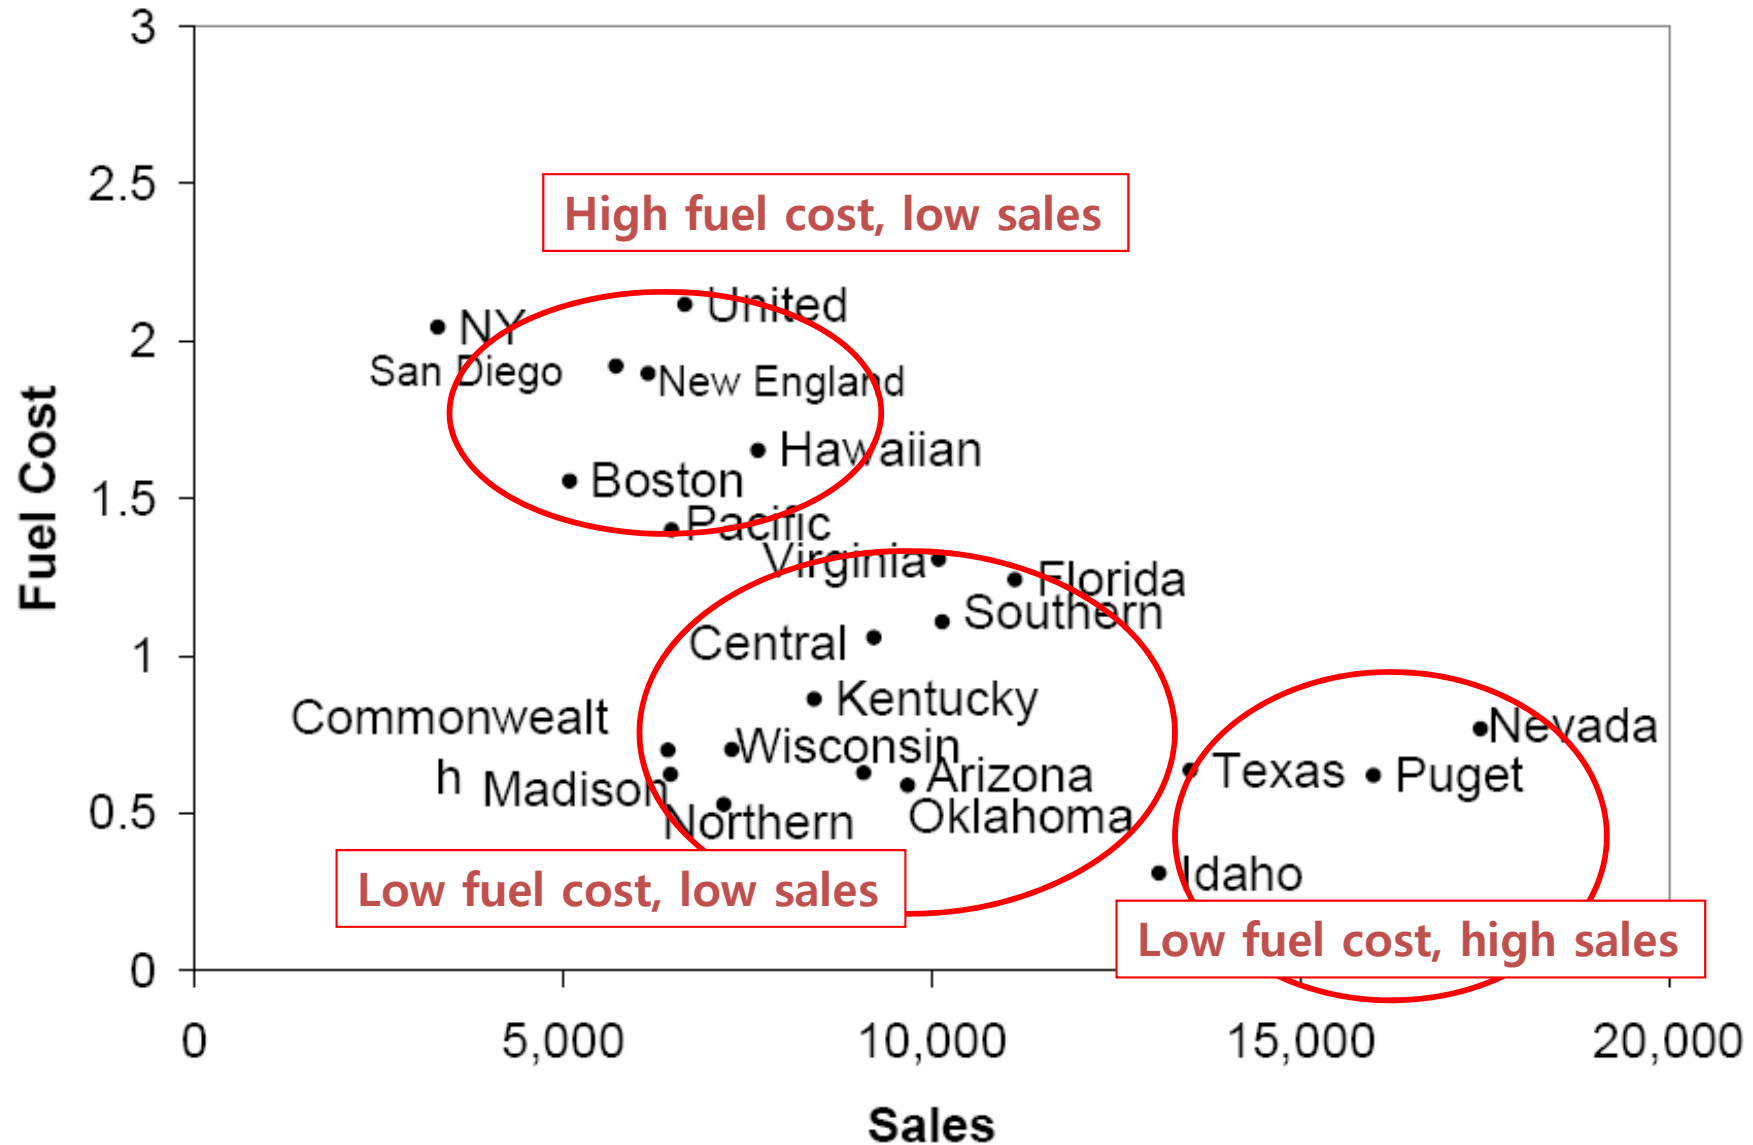 3
2.5
High fuel cost, low sales
United
NY
2
San Diego
New England
Hawaiian
Boston
1.5
Pacific
Virginia
Florida
Southern
Central
1
Kentucky
Commonwealt
h
Nevada
Wisconsin
Texas
Puget
Arizona
Madison
Oklahoma
0.5
Northern
Idaho
Low fuel cost, low sales
Low fuel cost, high sales
0
Fuel Cost
0 5,000 10,000 15,000 20,000
Sales